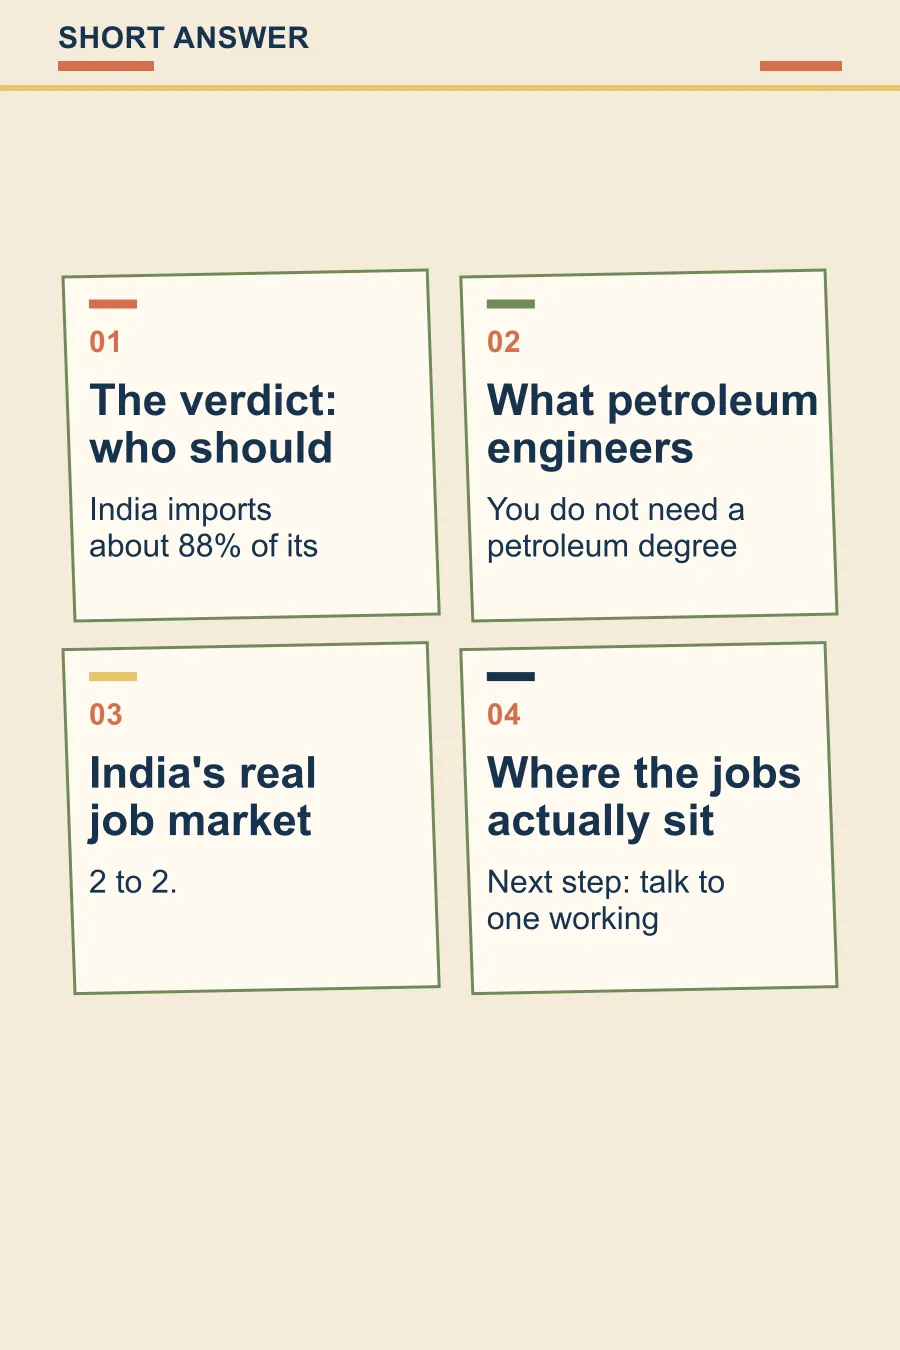 SHORT ANSWER
01
The verdict:
who should
India imports
about 88% of its
02
What petroleum
engineers
You do not need a
petroleum degree
03
India's real
job market
2 to 2.
04
Where the jobs
actually sit
Next step: talk to
one working